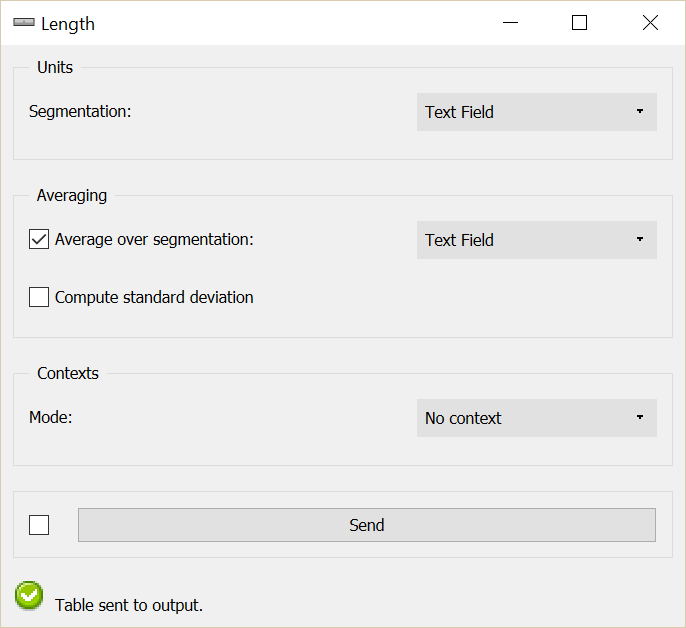 Length
Units
Segmentation: Text Field
Averaging
Average over segmentation: Text Field
Compute standard deviation
Contexts
Mode: No context
Send
Table sent to output.